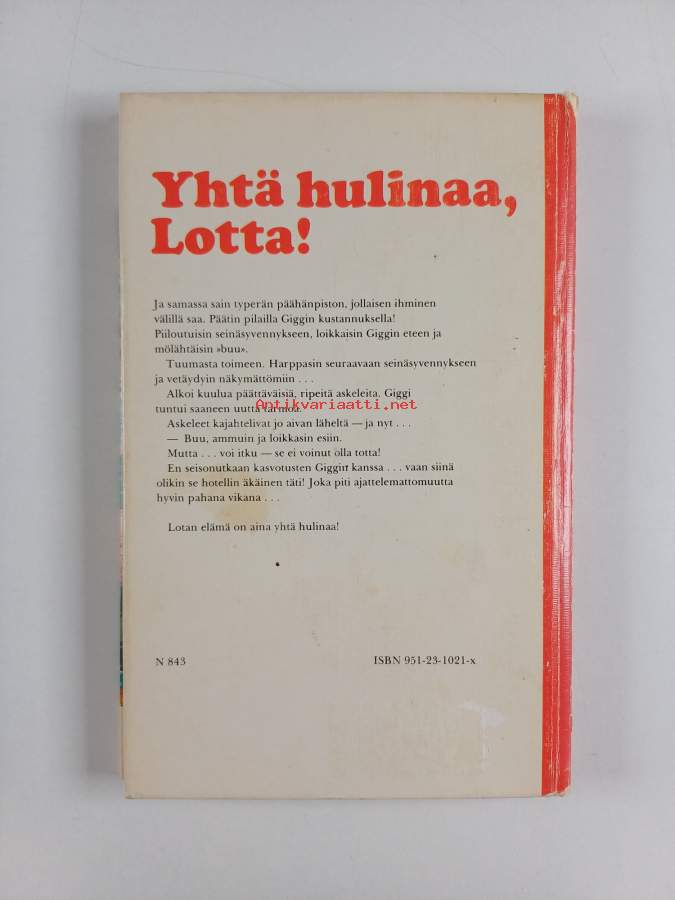 Yhtä hulinaa,
Lotta!
Ja samassa sain typerän päähänpiston, jollaisen ihminen
välillä saa. Päätin pilailla Giggin kustannuksella!
Piiloutuisin seinäsyvennykseen, loikkaisin Giggin eteen ja
mölähtäisin »buu».
Tuumasta toimeen. Harppasin seuraavaan seinäsyvennykseen
ja vetäydyin näkymättömiin . . .
Alkoi kuulua päättäväisiä, ripeitä askeleita. Giggi
tuntui saaneen uutta tarmoa.
Antikvariaatti.net
Askeleet kajahtelivat jo aivan läheltä — ja nyt . . .
— Buu, ammuin ja loikkasin esiin.
Mutta . . . voi itku — se ei voinut olla totta!
En seisonutkaan kasvotusten Giggin kanssa . . . vaan siinä
olikin se hotellin äkäinen täti! Joka piti ajattelemattomuutta
hyvin pahana vikana . . .
Lotan elämä on aina yhtä hulinaa!
N 843 ISBN 951-23-1021-x